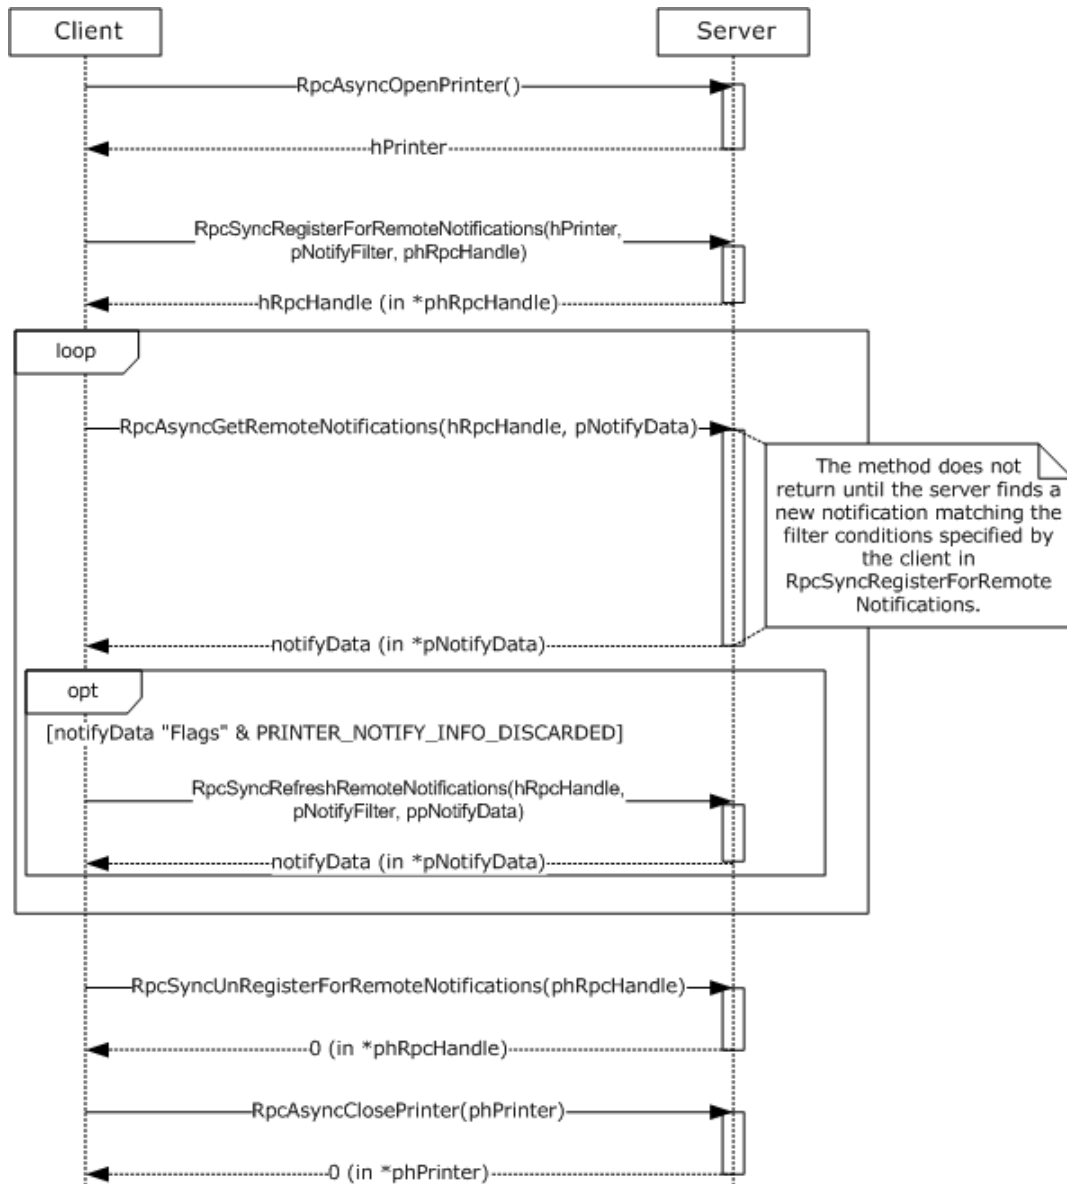 Client
Server
RpcAsyncOpenPrinter()
hPrinter
RpcSyncRegisterForRemoteNotifications(hPrinter,
pNotifyFilter, phRpcHandle)
hRpcHandle (in *phRpcHandle)
loop
RpcAsyncGetRemoteNotifications(hRpcHandle, pNotifyData)
The method does not
return until the server finds a
new notification matching the
filter conditions specified by
the client in
RpcSyncRegisterForRemote
Notifications.
notifyData (in *pNotifyData)
opt
[notifyData "Flags" & PRINTER_NOTIFY_INFO_DISCARDED]
RpcSyncRefreshRemoteNotifications(hRpcHandle,
pNotifyFilter, ppNotifyData)
notifyData (in *pNotifyData)
RpcSyncUnRegisterForRemoteNotifications(phRpcHandle)
0 (in *phRpcHandle)
RpcAsyncClosePrinter(phPrinter)
0 (in *phPrinter)